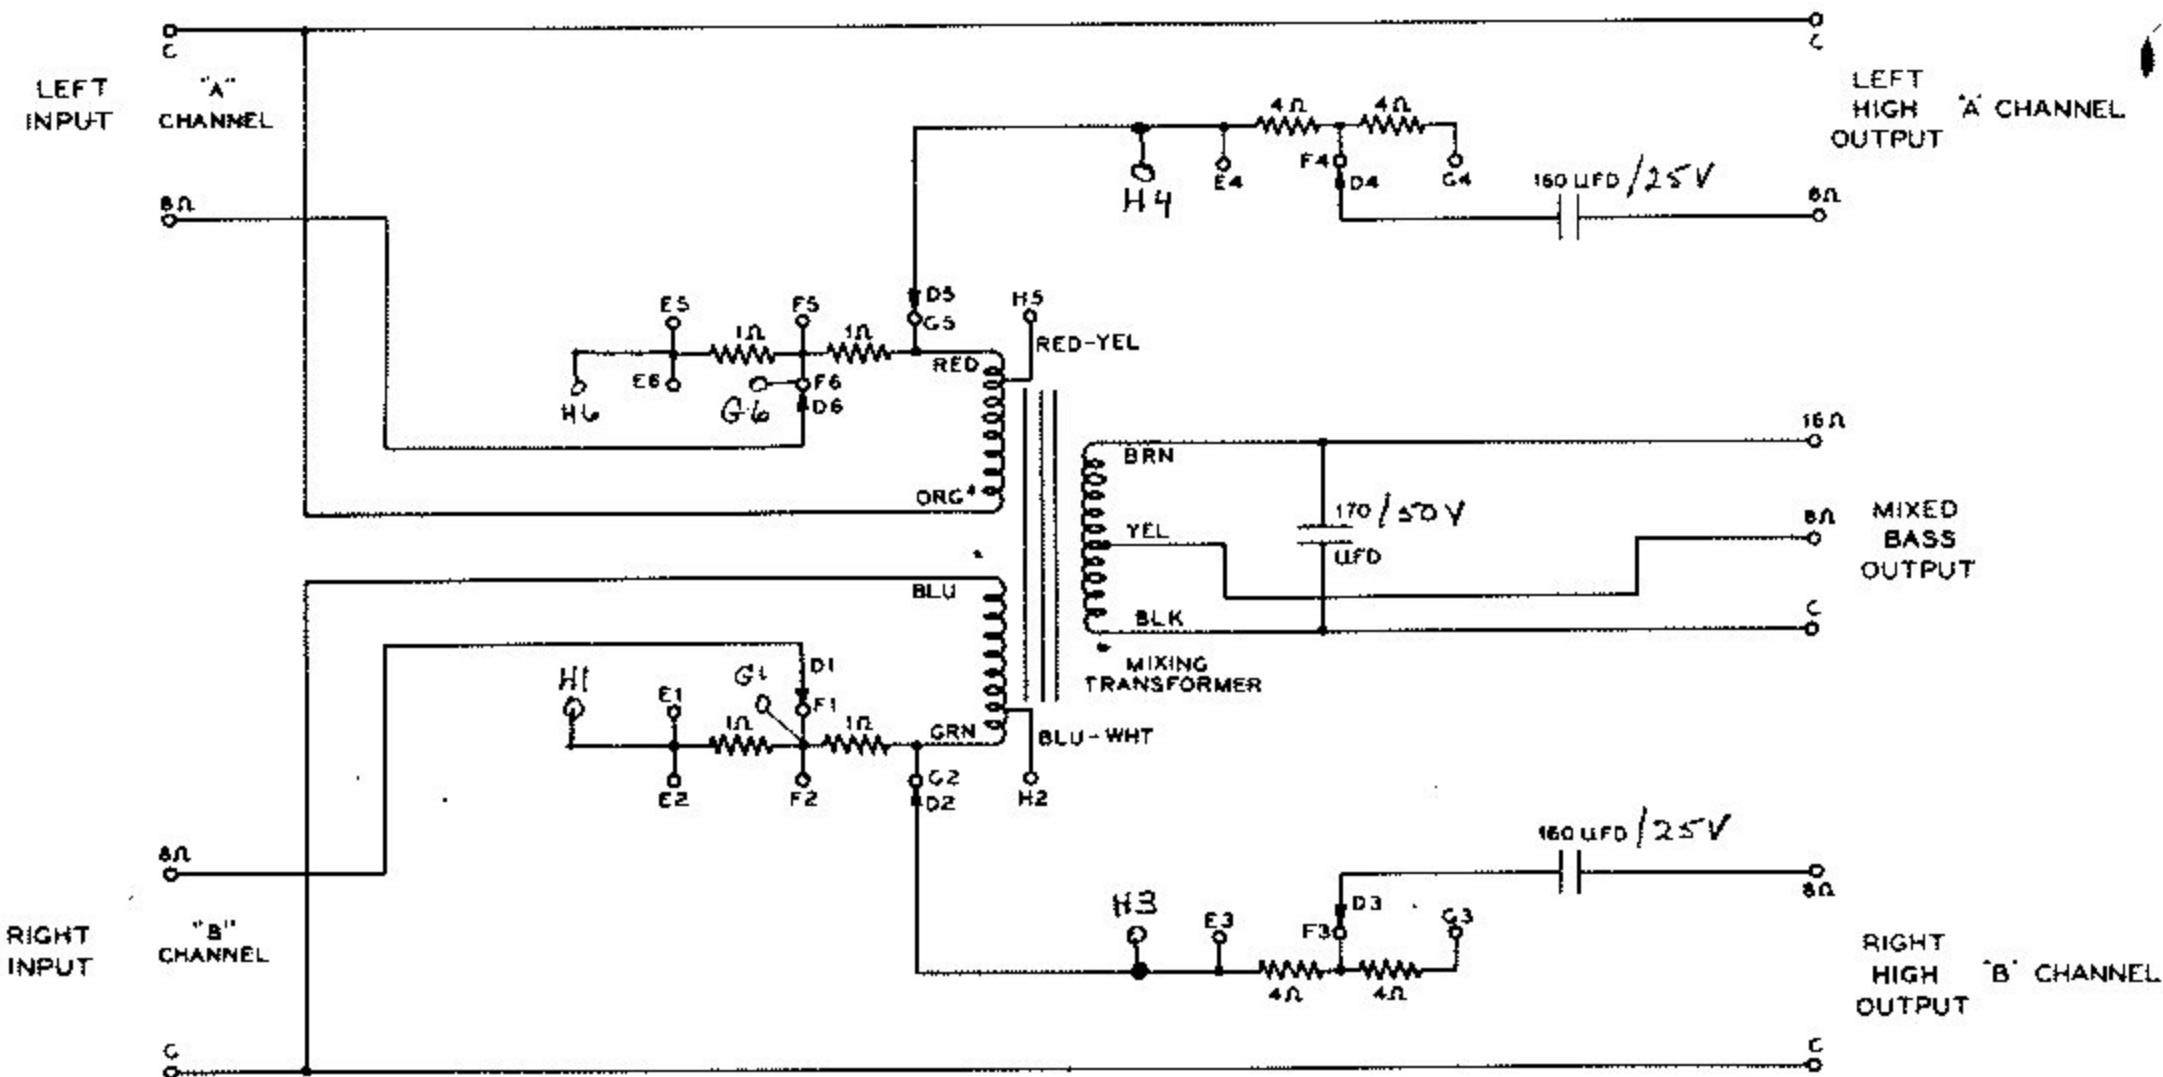 C
C
LEFT INPUT
"A" CHANNEL
LEFT HIGH OUTPUT
"A" CHANNEL
8Ω
4Ω
4Ω
H4
E4
F4
D4
G4
160 UFD /25V
8Ω
E5
F5
D5
G5
H5
1Ω
1Ω
RED
RED-YEL
H6
E6
G6
F6
D6
ORG
BRN
16Ω
YEL
170 /50V
UFD
8Ω
MIXED BASS OUTPUT
BLU
BLK
C
MIXING TRANSFORMER
H1
E1
G1
D1
F1
1Ω
1Ω
GRN
BLU-WHT
E2
F2
G2
D2
H2
8Ω
160 UFD /25V
8Ω
RIGHT INPUT
"B" CHANNEL
H3
E3
F3
D3
G3
4Ω
4Ω
RIGHT HIGH OUTPUT
"B" CHANNEL
C
C